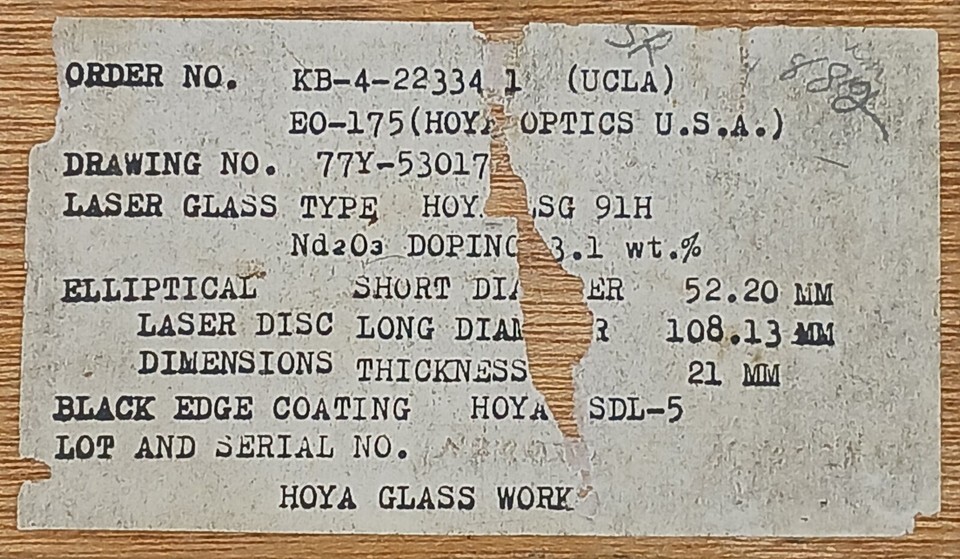 ORDER NO. KB-4-22334 1 (UCLA)
EO-175(HOYA OPTICS U.S.A.)
DRAWING NO. 77Y-53017
LASER GLASS TYPE HOY LSG 91H
Nd2O3 DOPING 3.1 wt.%
ELLIPTICAL SHORT DIA ER 52.20 MM
LASER DISC LONG DIAM R 108.13 MM
DIMENSIONS THICKNESS 21 MM
BLACK EDGE COATING HOYA SDL-5
LOT AND SERIAL NO.
HOYA GLASS WORK